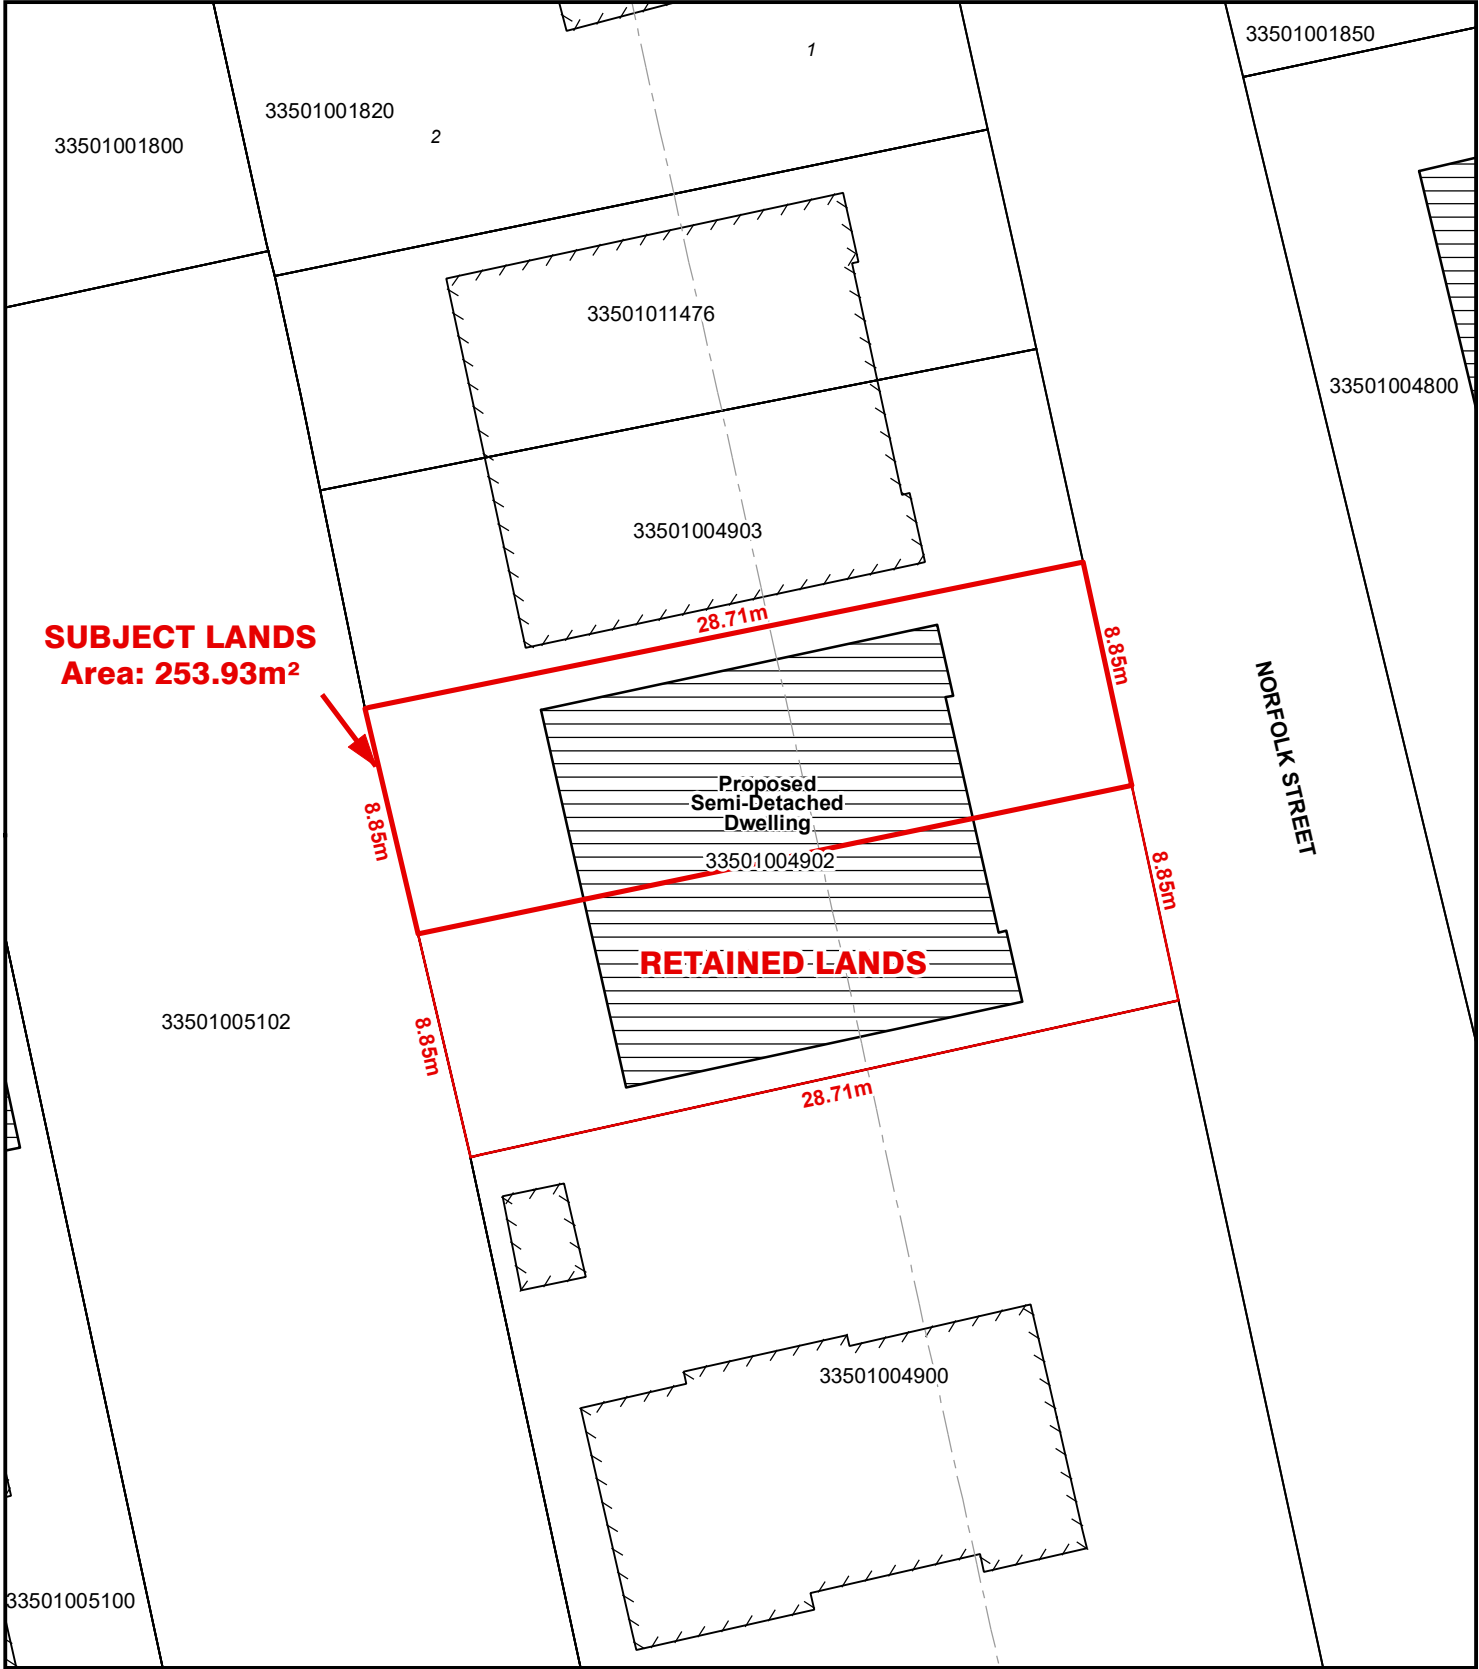 33501001850
1
33501001820
2
33501001800
33501011476
33501004800
33501004903
28.71m
SUBJECT LANDS
Area: 253.93m²
8.85m
NORFOLK STREET
Proposed
Semi-Detached
Dwelling
8.85m
33501004902
8.85m
RETAINED LANDS
33501005102
8.85m
28.71m
33501004900
33501005100